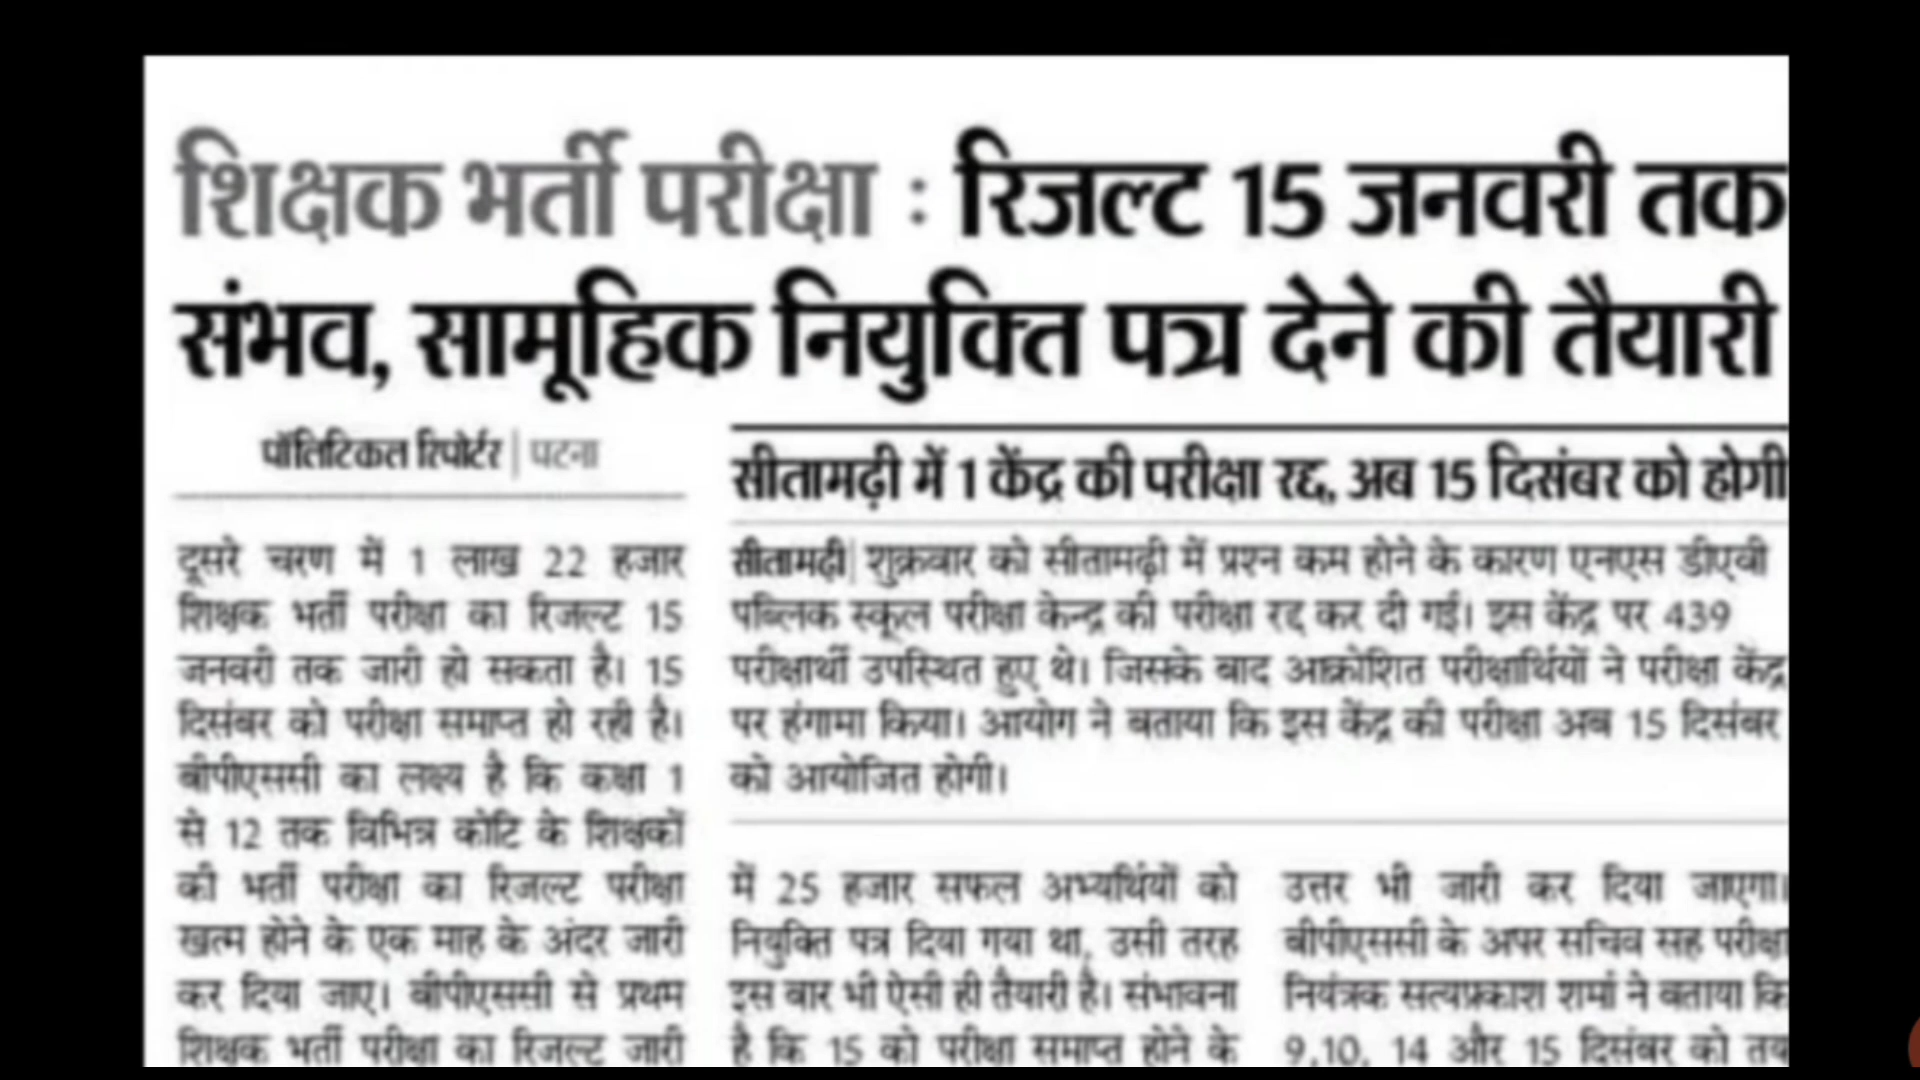 शिक्षक भर्ती परीक्षा : रिजल्ट 15 जनवरी तक
संभव, सामूहिक नियुक्ति पत्र देने की तैयारी
पॉलिटिकल रिपोर्टर | पटना
दूसरे चरण में 1 लाख 22 हजार
शिक्षक भर्ती परीक्षा का रिजल्ट 15
जनवरी तक जारी हो सकता है। 15
दिसंबर को परीक्षा समाप्त हो रही है।
बीपीएससी का लक्ष्य है कि कक्षा 1
से 12 तक विभिन्न कोटि के शिक्षकों
की भर्ती परीक्षा का रिजल्ट परीक्षा
खत्म होने के एक माह के अंदर जारी
कर दिया जाए। बीपीएससी से प्रथम
शिक्षक भर्ती परीक्षा का रिजल्ट जारी
सीतामढ़ी में 1 केंद्र की परीक्षा रद्द, अब 15 दिसंबर को होगी
सीतामढ़ी| शुक्रवार को सीतामढ़ी में प्रश्न कम होने के कारण एनएस डीएवी
पब्लिक स्कूल परीक्षा केन्द्र की परीक्षा रद्द कर दी गई। इस केंद्र पर 439
परीक्षार्थी उपस्थित हुए थे। जिसके बाद आक्रोशित परीक्षार्थियों ने परीक्षा केंद्र
पर हंगामा किया। आयोग ने बताया कि इस केंद्र की परीक्षा अब 15 दिसंबर
को आयोजित होगी।
में 25 हजार सफल अभ्यर्थियों को
नियुक्ति पत्र दिया गया था, उसी तरह
इस बार भी ऐसी ही तैयारी है। संभावना
है कि 15 को परीक्षा समाप्त होने के
उत्तर भी जारी कर दिया जाएगा।
बीपीएससी के अपर सचिव सह परीक्षा
नियंत्रक सत्यप्रकाश शर्मा ने बताया कि
9,10, 14 और 15 दिसंबर को तय